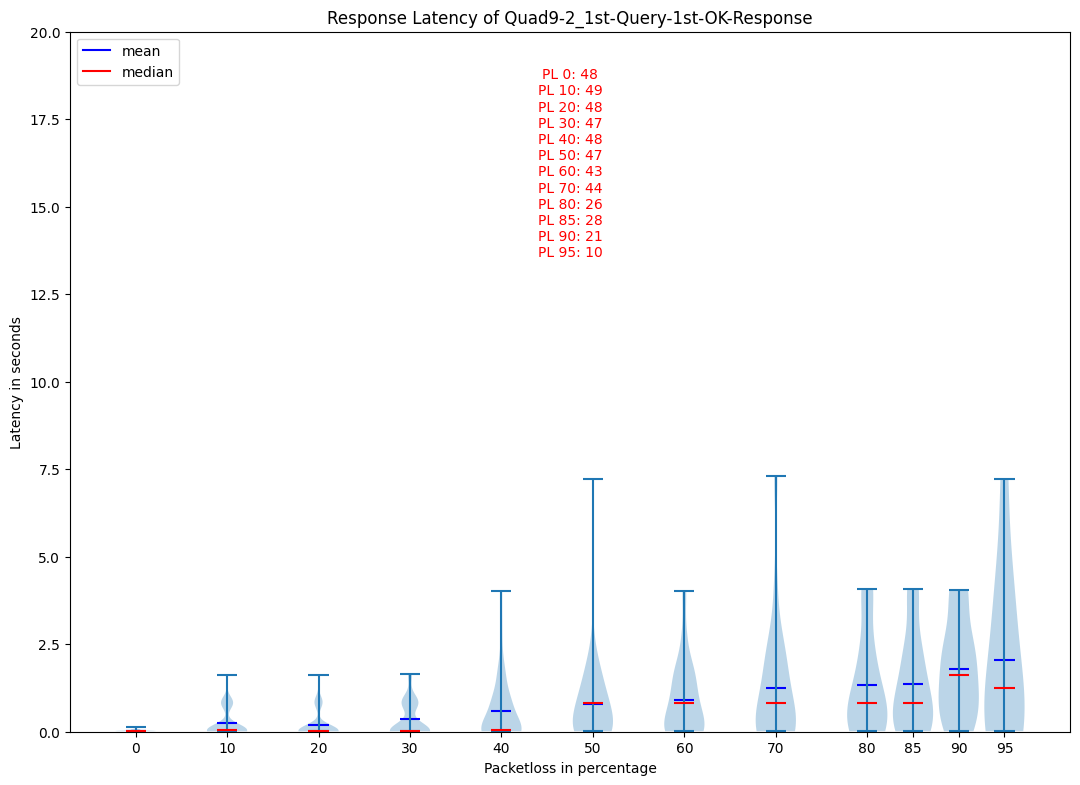 Response Latency of Quad9-2_1st-Query-1st-OK-Response
mean
median
PL 0: 48
PL 10: 49
PL 20: 48
PL 30: 47
PL 40: 48
PL 50: 47
PL 60: 43
PL 70: 44
PL 80: 26
PL 85: 28
PL 90: 21
PL 95: 10
Latency in seconds
20.0
17.5
15.0
12.5
10.0
7.5
5.0
2.5
0.0
0 10 20 30 40 50 60 70 80 85 90 95
Packetloss in percentage